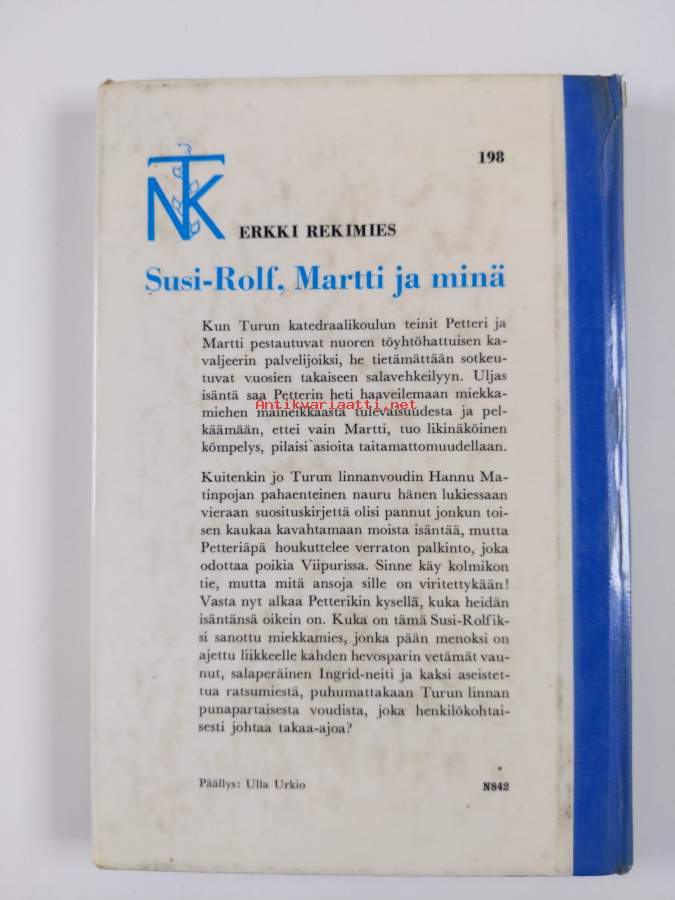 198
NTK
ERKKI REKIMIES
Susi-Rolf, Martti ja minä
Kun Turun katedraalikoulun teinit Petteri ja
Martti pestautuvat nuoren töyhtöhattuisen ka-
valjeerin palvelijoiksi, he tietämättään sotkeu-
tuvat vuosien takaiseen salavehkeilyyn. Uljas
isäntä saa Petterin heti haaveilemaan miekka-
miehen maineikkaasta tulevaisuudesta ja pel-
Antikvariaatti.net
käämään, ettei vain Martti, tuo likinäköinen
kömpelys, pilaisi asioita taitamattomuudellaan.
Kuitenkin jo Turun linnanvoudin Hannu Ma-
tinpojan pahaenteinen nauru hänen lukiessaan
vieraan suosituskirjettä olisi pannut jonkun toi-
sen kaukaa kavahtamaan moista isäntää, mutta
Petteriäpä houkuttelee verraton palkinto, joka
odottaa poikia Viipurissa. Sinne käy kolmikon
tie, mutta mitä ansoja sille on viritettykään!
Vasta nyt alkaa Petterikin kysellä, kuka heidän
isäntänsä oikein on. Kuka on tämä Susi-Rolfik-
si sanottu miekkamies, jonka pään menoksi on
ajettu liikkeelle kahden hevosparin vetämät vau-
nut, salaperäinen Ingrid-neiti ja kaksi aseistet-
tua ratsumiestä, puhumattakaan Turun linnan
punapartaisesta voudista, joka henkilökohtai-
sesti johtaa takaa-ajoa?
Päällys: Ulla Urkio
N842